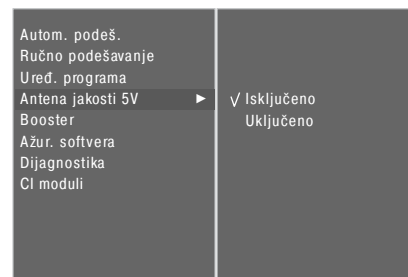 Autom. podeš.
Ručno podešavanje
Uređ. programa
Antena jakosti 5V ►
Booster
Ažur. softvera
Dijagnostika
CI moduli
√ Isključeno
Uključeno